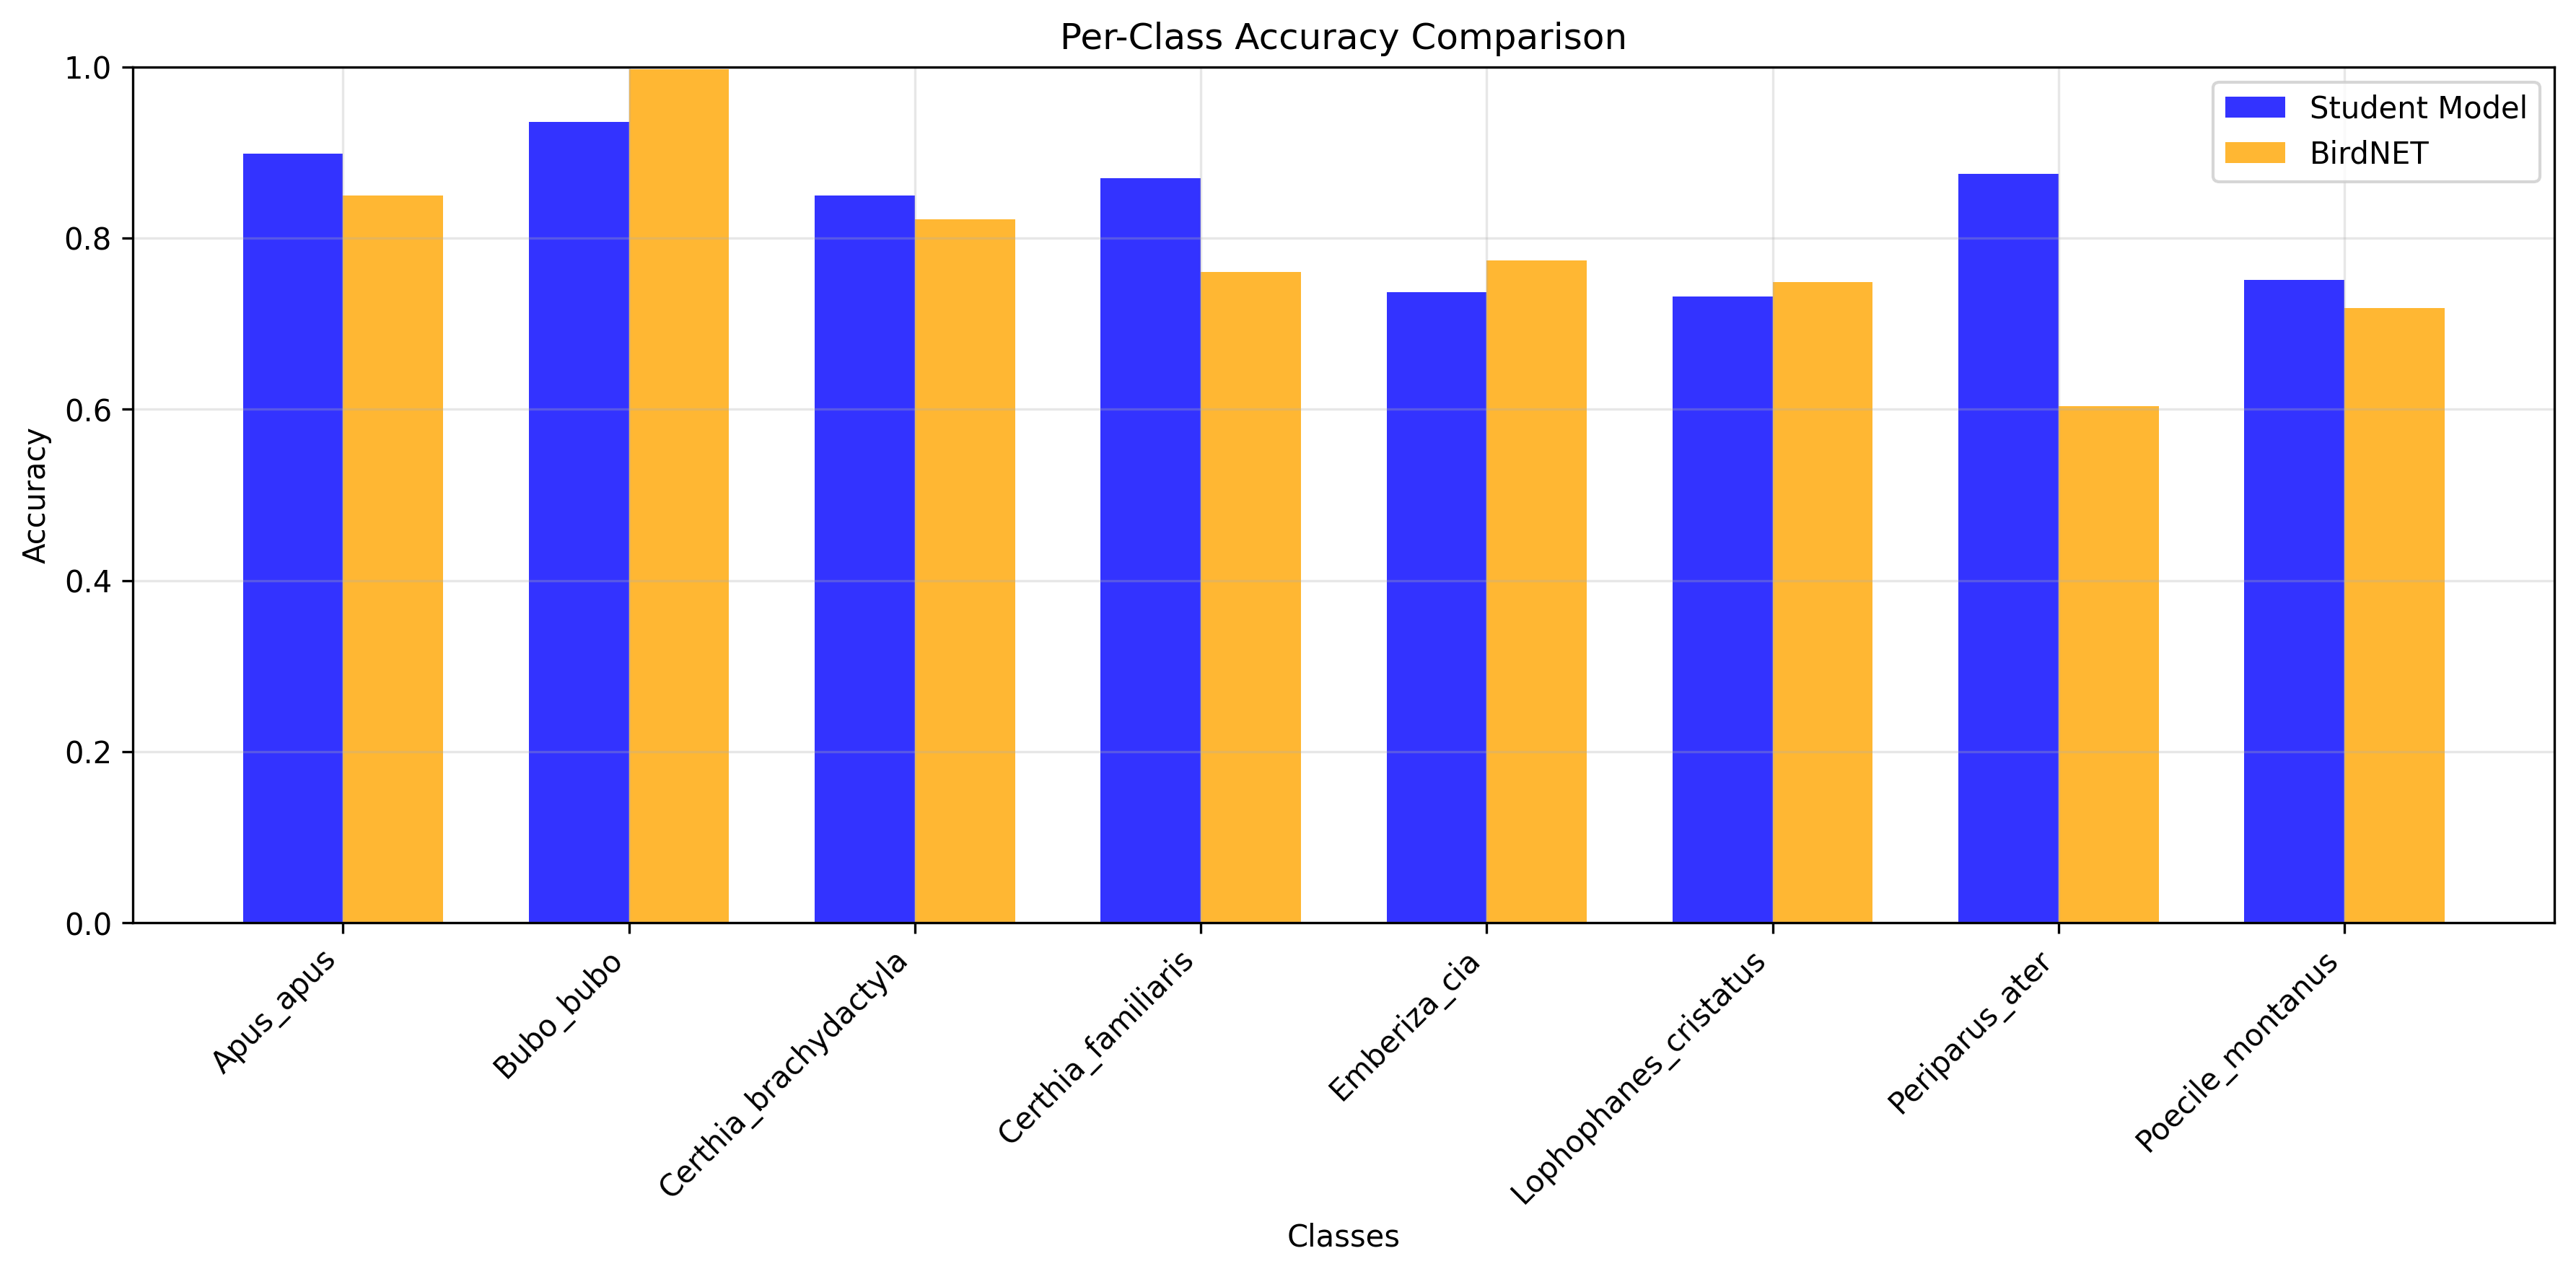 Per-Class Accuracy Comparison
Student Model
BirdNET
Accuracy
1.0
0.8
0.6
0.4
0.2
0.0
Apus_apus
Bubo_bubo
Certhia_brachydactyla
Certhia_familiaris
Emberiza_cia
Lophophanes_cristatus
Periparus_ater
Poecile_montanus
Classes